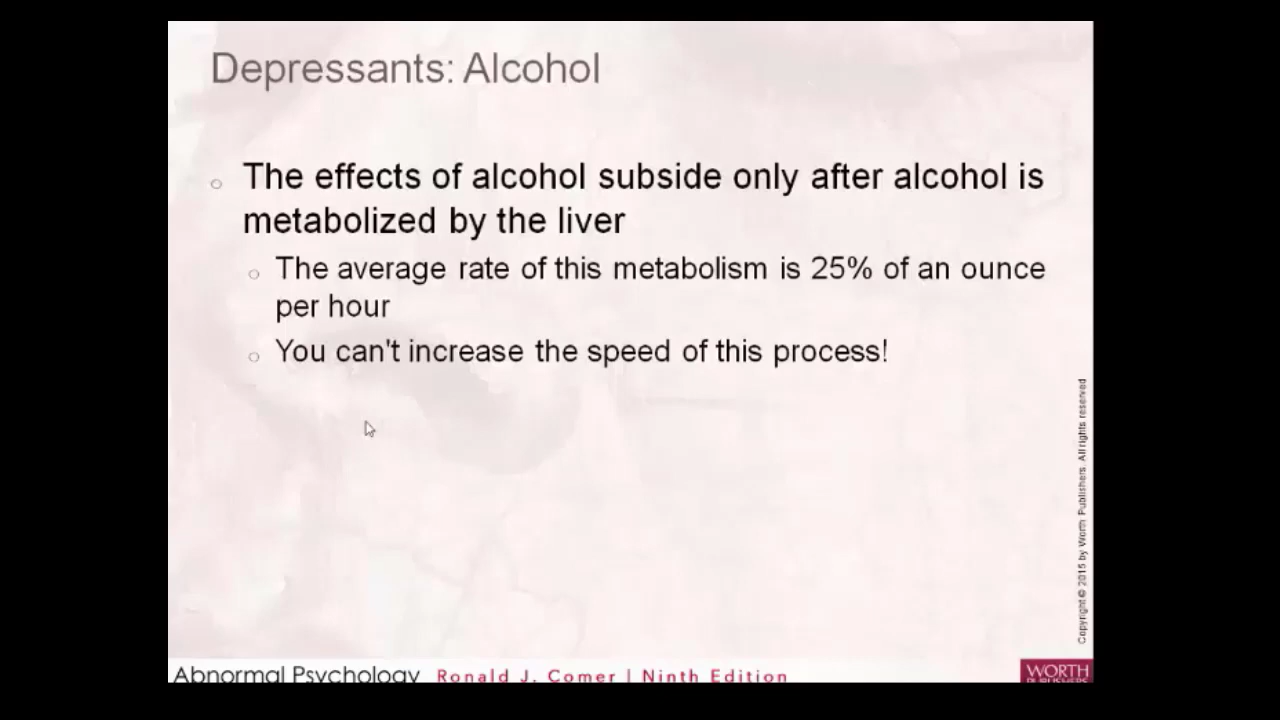 Depressants: Alcohol
The effects of alcohol subside only after alcohol is
metabolized by the liver
The average rate of this metabolism is 25% of an ounce
per hour
You can't increase the speed of this process!
Copyright © 2015 by Worth Publishers. All rights reserved
Abnormal Psychology Ronald J. Comer | Ninth Edition
WORTH
PUBLISHERS